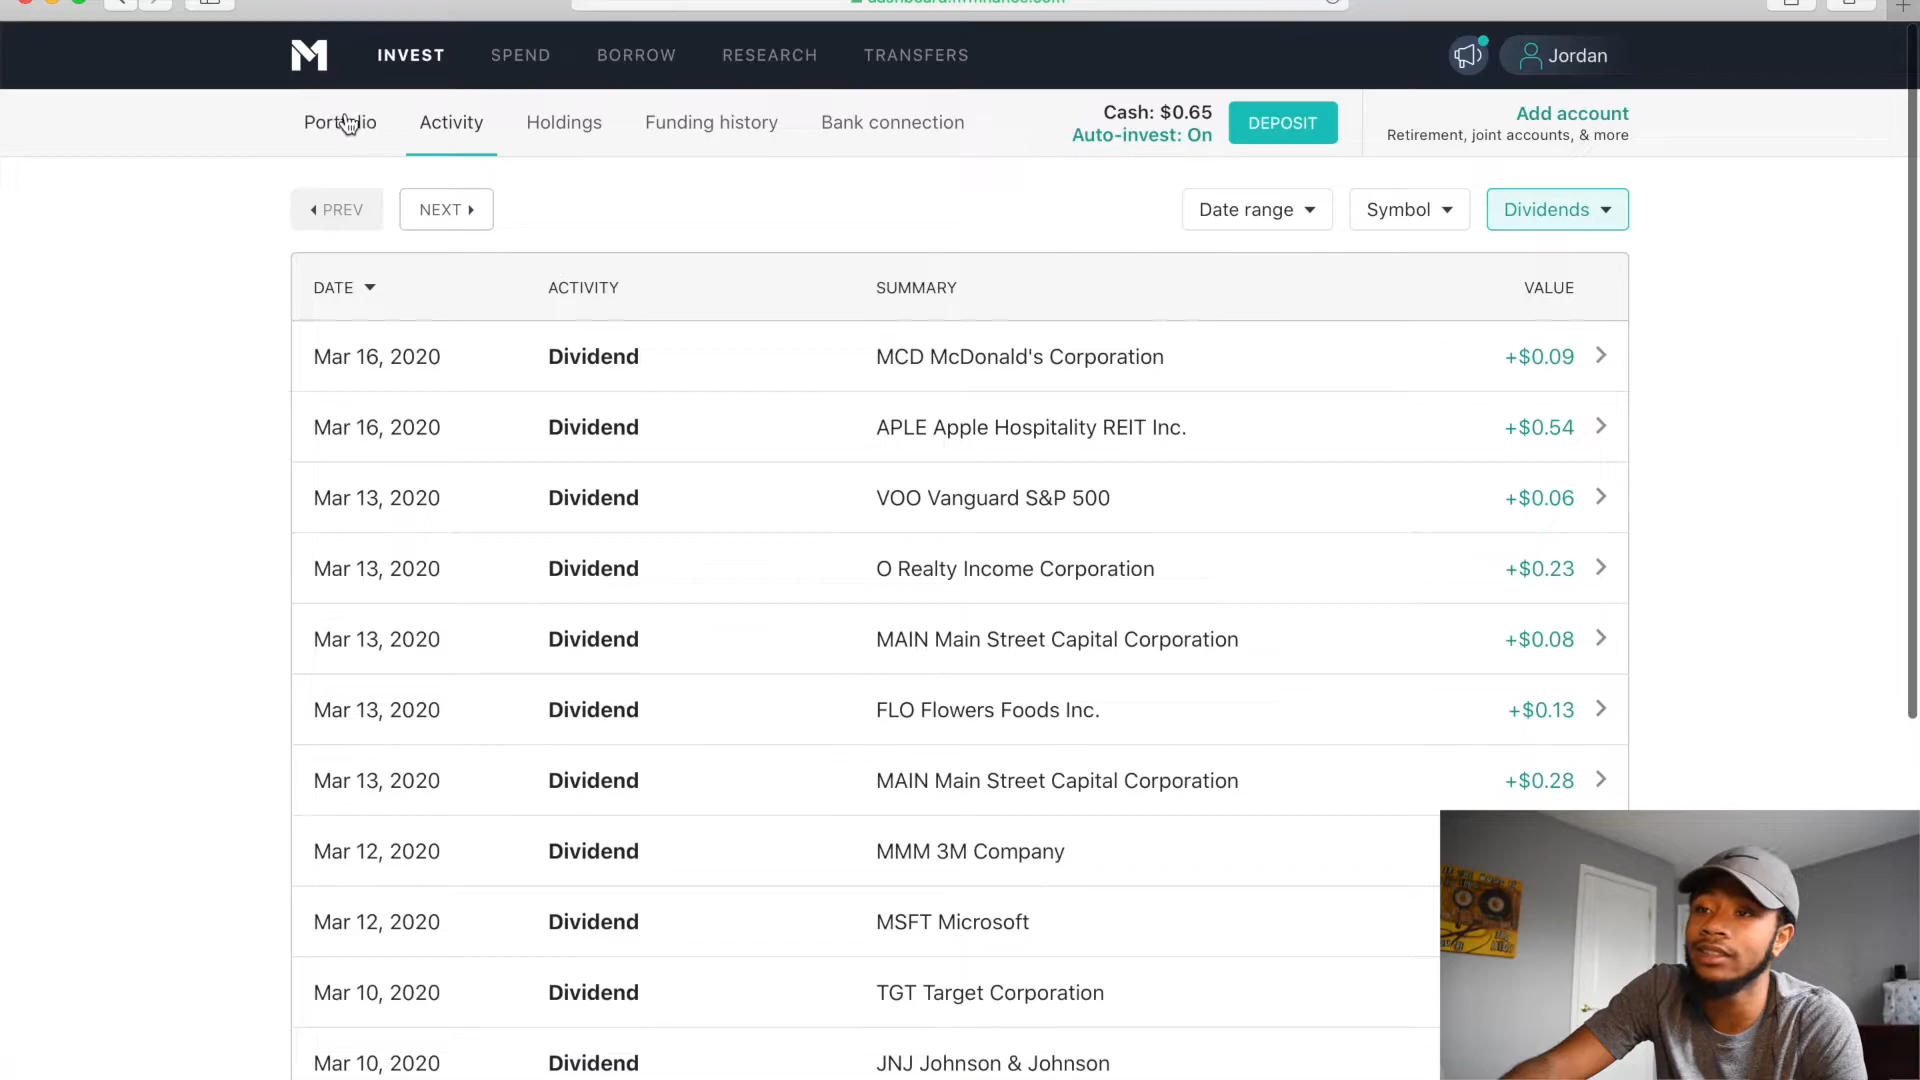 INVEST SPEND BORROW RESEARCH TRANSFERS Jordan
Portfolio Activity Holdings Funding history Bank connection
Cash: $0.65
Auto-invest: On
DEPOSIT
Add account
Retirement, joint accounts, & more
PREV NEXT Date range Symbol Dividends
DATE ACTIVITY SUMMARY VALUE
Mar 16, 2020 Dividend MCD McDonald's Corporation +$0.09
Mar 16, 2020 Dividend APLE Apple Hospitality REIT Inc. +$0.54
Mar 13, 2020 Dividend VOO Vanguard S&P 500 +$0.06
Mar 13, 2020 Dividend O Realty Income Corporation +$0.23
Mar 13, 2020 Dividend MAIN Main Street Capital Corporation +$0.08
Mar 13, 2020 Dividend FLO Flowers Foods Inc. +$0.13
Mar 13, 2020 Dividend MAIN Main Street Capital Corporation +$0.28
Mar 12, 2020 Dividend MMM 3M Company
Mar 12, 2020 Dividend MSFT Microsoft
Mar 10, 2020 Dividend TGT Target Corporation
Mar 10, 2020 Dividend JNJ Johnson & Johnson